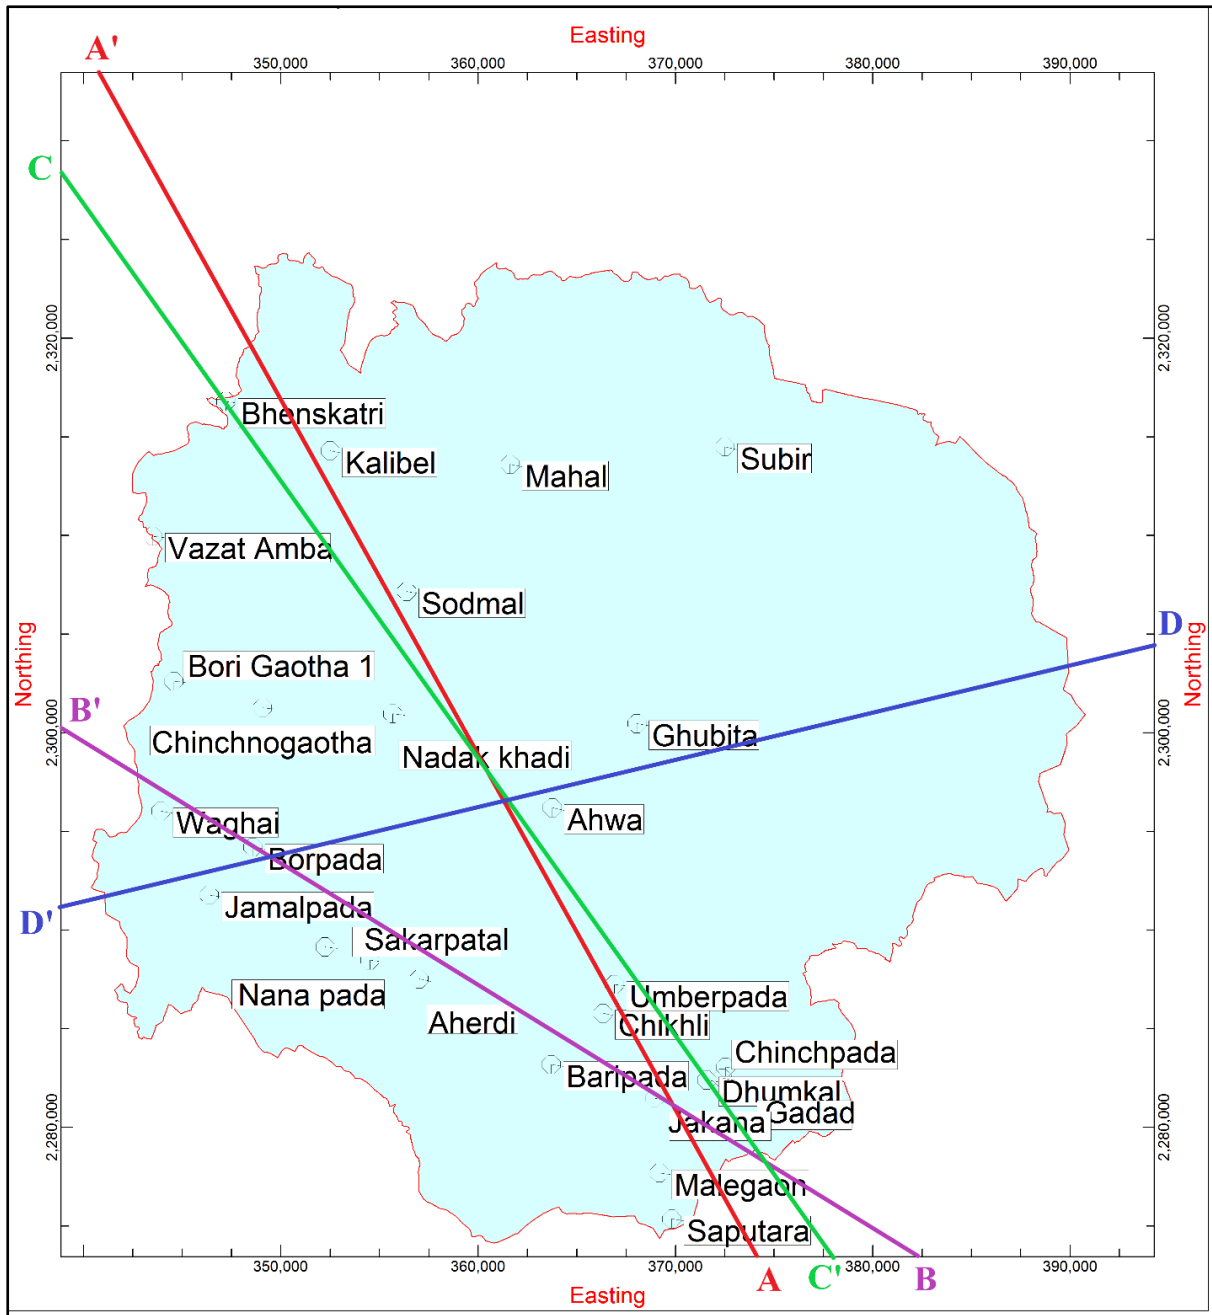 Easting
A'
350,000 360,000 370,000 380,000 390,000
C
2,320,000 2,320,000
Bhenskatri
Kalibel Mahal Subir
Vazat Amba
Sodmal
D
Northing Northing
Bori Gaotha 1
B'
2,300,000 2,300,000
Chinchnogaotha Nadak khadi Ghubita
Waghai Ahwa
Borpada
Jamalpada
D'
Sakarpatal
Nana pada Umberpada
Aherdi Chikhli
Chinchpada
Baripada Dhumkal
Jakana Gadad
2,280,000 2,280,000
Malegaon
Saputara
350,000 360,000 370,000 380,000 390,000
A C' B
Easting